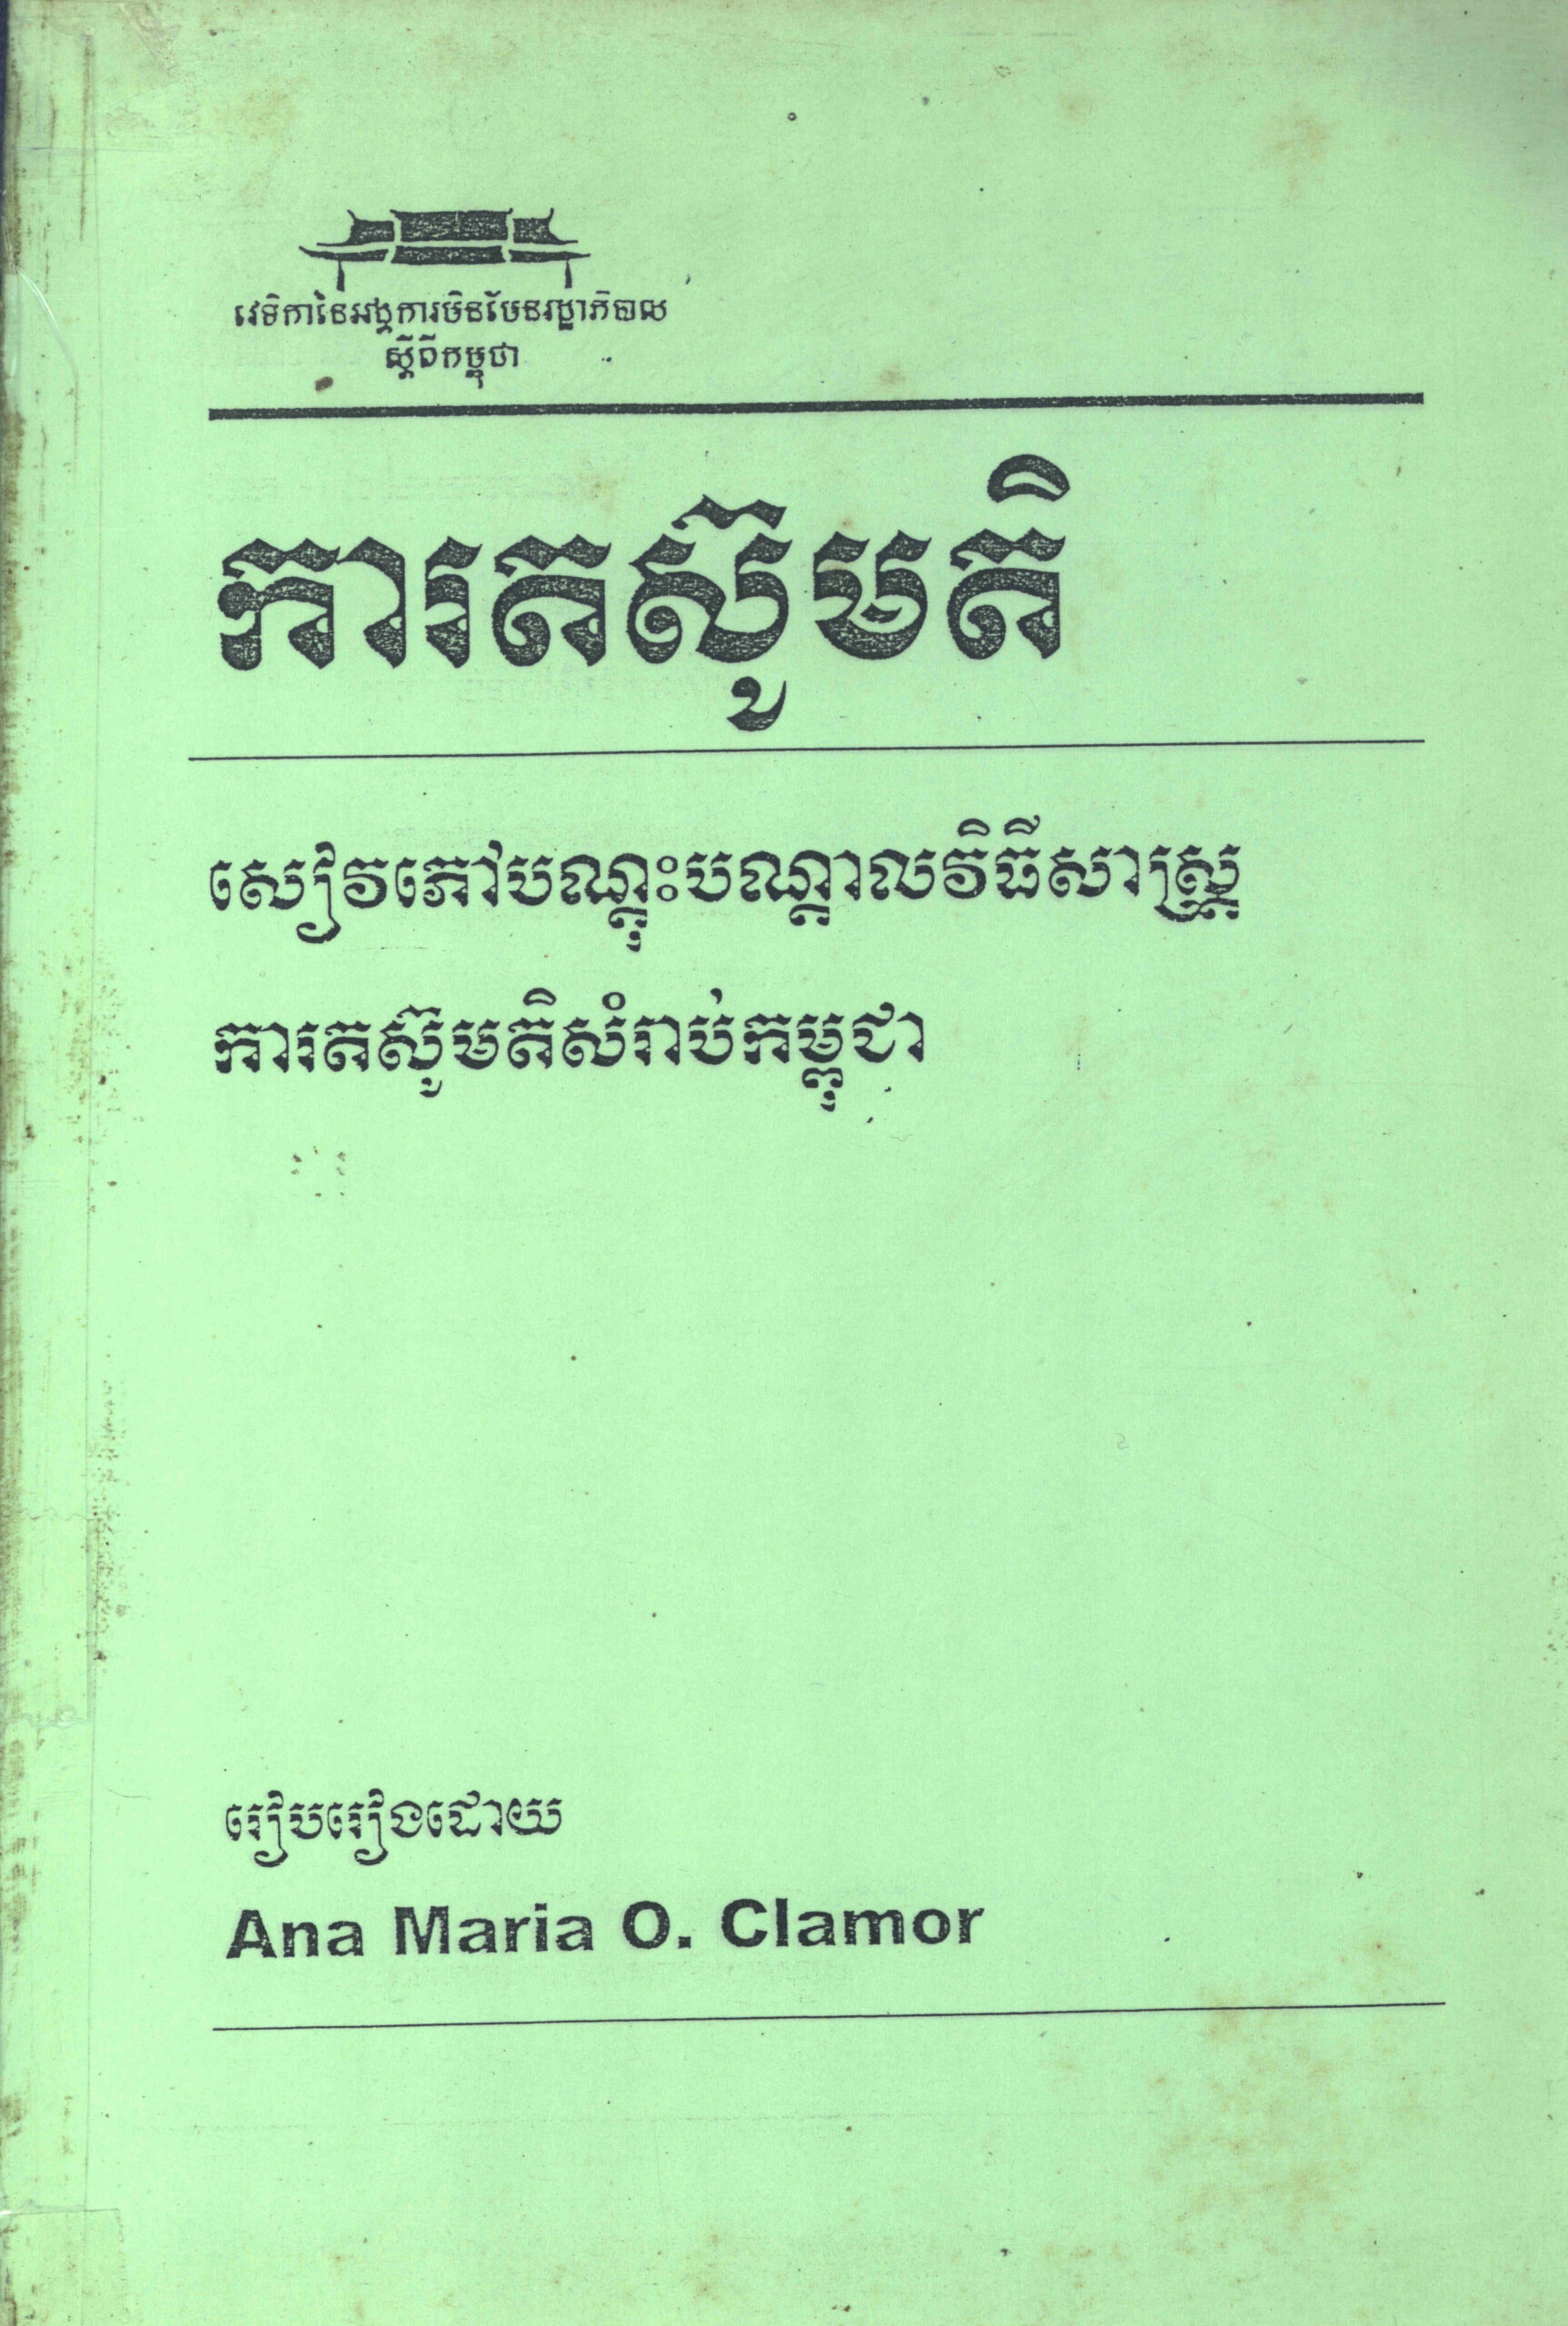 វេទិកានៃអង្គការមិនមែនរដ្ឋាភិបាល
ស្តីពីកម្ពុជា
ការតស៊ូមតិ
សៀវភៅបណ្តុះបណ្តាលវិធីសាស្ត្រ
ការតស៊ូមតិសំរាប់កម្ពុជា
រៀបរៀងដោយ
Ana Maria O. Clamor